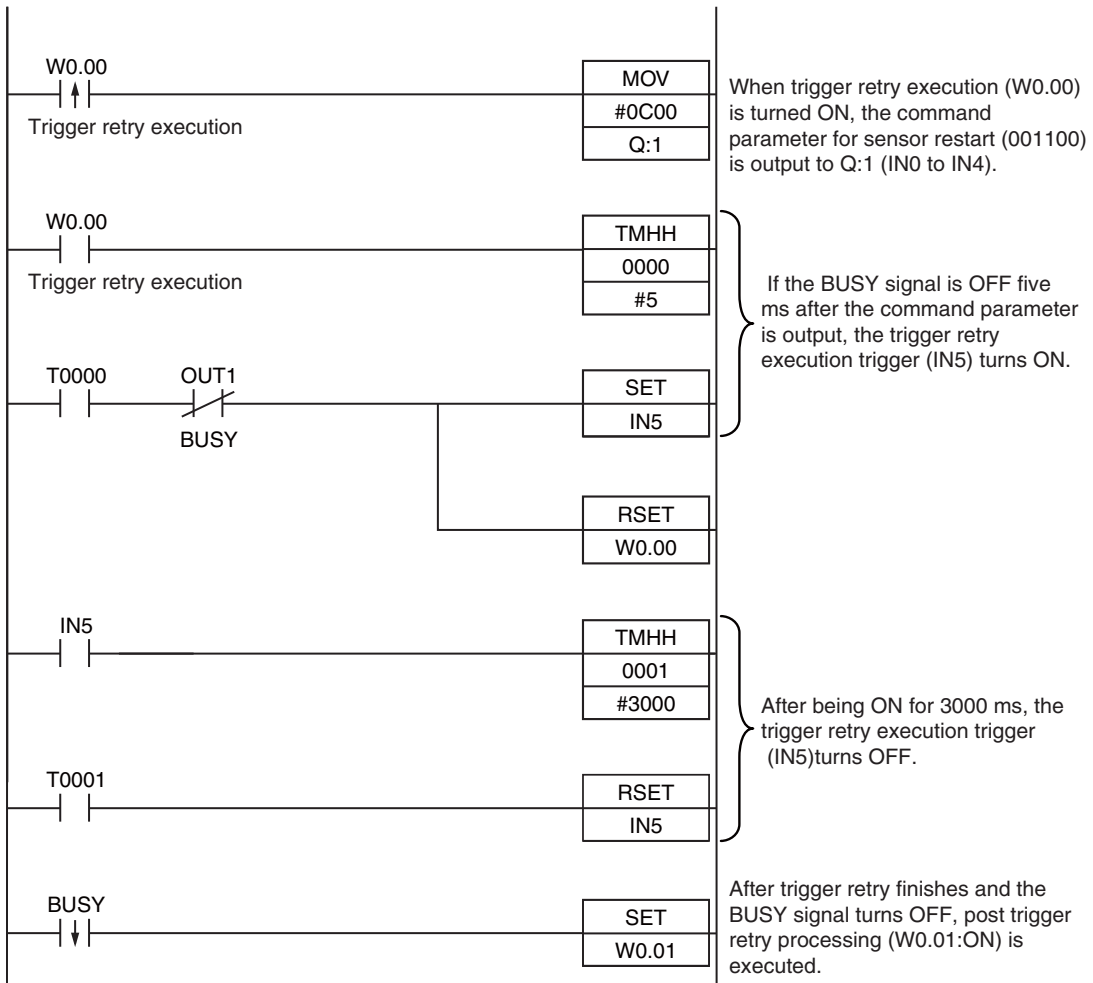 W0.00
Trigger retry execution
MOV
#0C00
Q:1
When trigger retry execution (W0.00)
is turned ON, the command
parameter for sensor restart (001100)
is output to Q:1 (IN0 to IN4).
W0.00
Trigger retry execution
TMHH
0000
#5
If the BUSY signal is OFF five
ms after the command parameter
is output, the trigger retry
execution trigger (IN5) turns ON.
T0000
OUT1
BUSY
SET
IN5
RSET
W0.00
IN5
TMHH
0001
#3000
After being ON for 3000 ms, the
trigger retry execution trigger
(IN5)turns OFF.
T0001
RSET
IN5
BUSY
SET
W0.01
After trigger retry finishes and the
BUSY signal turns OFF, post trigger
retry processing (W0.01:ON) is
executed.